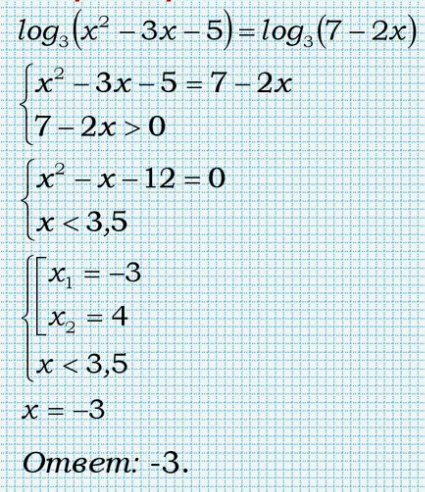 log₃(x² – 3x – 5) = log₃(7 – 2x)
x² – 3x – 5 = 7 – 2x
7 – 2x > 0
x² – x – 12 = 0
x < 3,5
x₁ = –3
x₂ = 4
x < 3,5
x = –3
Ответ: -3.